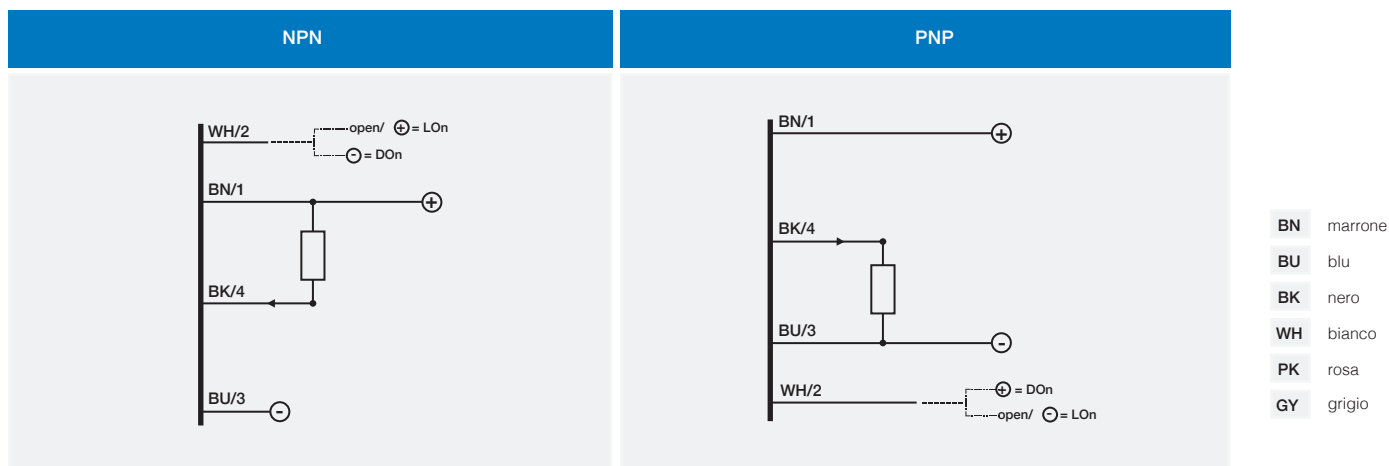 NPN
PNP
WH/2
open/ + = LOn
- = DOn
BN/1
+
BK/4
BU/3
-
BN/1
+
BK/4
BU/3
-
WH/2
+ = DOn
open/ - = LOn
BN marrone
BU blu
BK nero
WH bianco
PK rosa
GY grigio